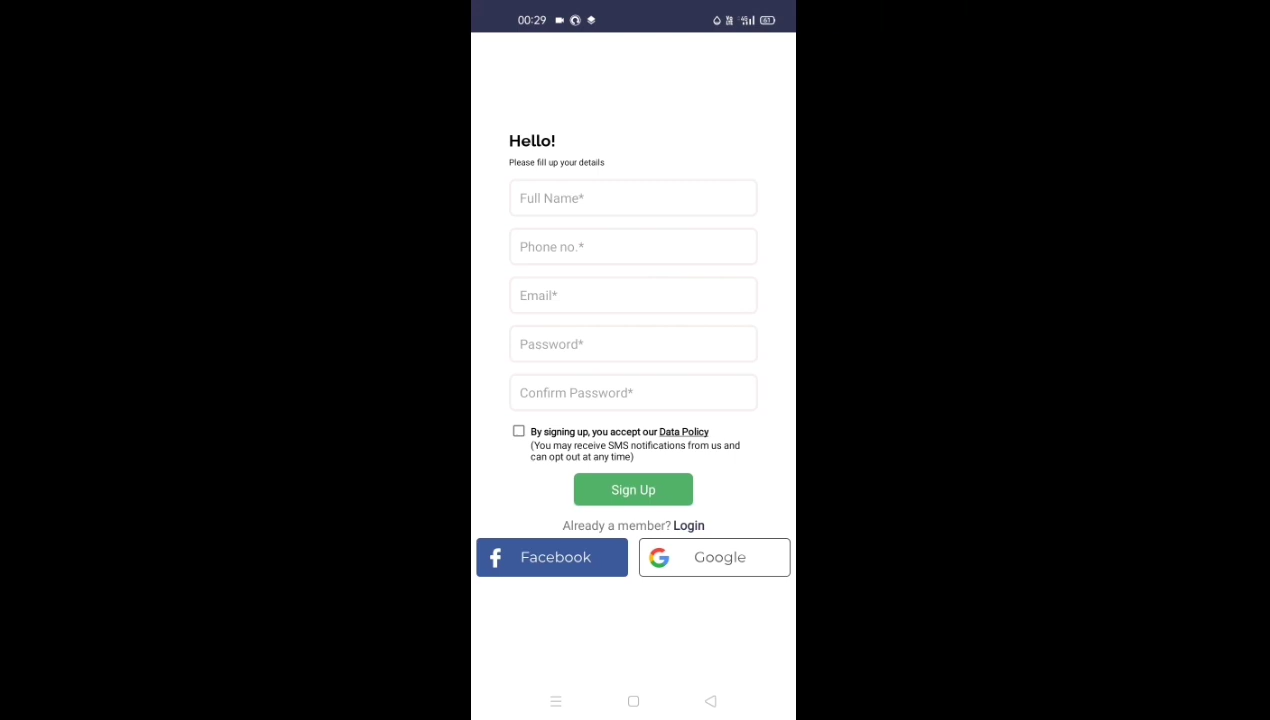 00:29
Hello!
Please fill up your details
Full Name*
Phone no.*
Email*
Password*
Confirm Password*
By signing up, you accept our Data Policy
(You may receive SMS notifications from us and
can opt out at any time)
Sign Up
Already a member? Login
Facebook
Google